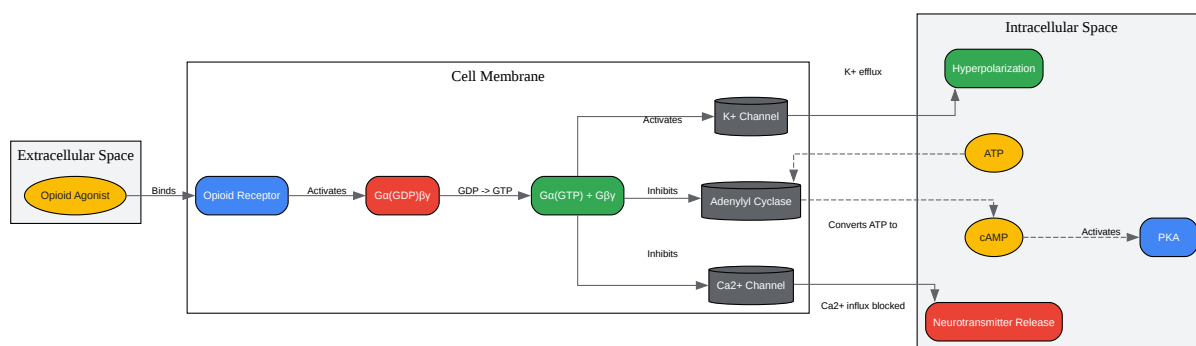 Extracellular Space
Opioid Agonist
Binds
Cell Membrane
Opioid Receptor
Activates
Gα(GDP)βγ
GDP -> GTP
Gα(GTP) + Gβγ
Activates
K+ Channel
Inhibits
Adenylyl Cyclase
Inhibits
Ca2+ Channel
K+ efflux
Converts ATP to
Ca2+ influx blocked
Intracellular Space
Hyperpolarization
ATP
cAMP
Activates
PKA
Neurotransmitter Release